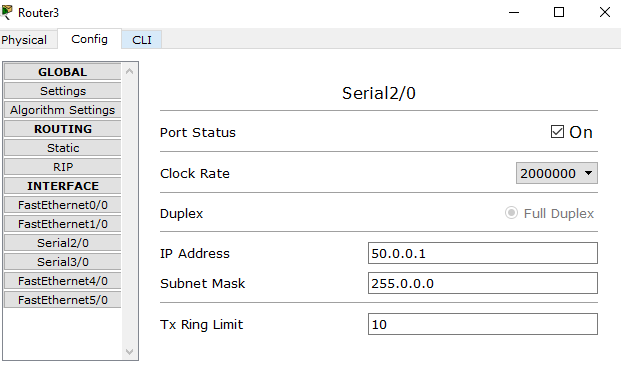 Router3
Physical Config CLI
GLOBAL
Settings
Algorithm Settings
ROUTING
Static
RIP
INTERFACE
FastEthernet0/0
FastEthernet1/0
Serial2/0
Serial3/0
FastEthernet4/0
FastEthernet5/0
Serial2/0
Port Status On
Clock Rate 2000000
Duplex Full Duplex
IP Address 50.0.0.1
Subnet Mask 255.0.0.0
Tx Ring Limit 10